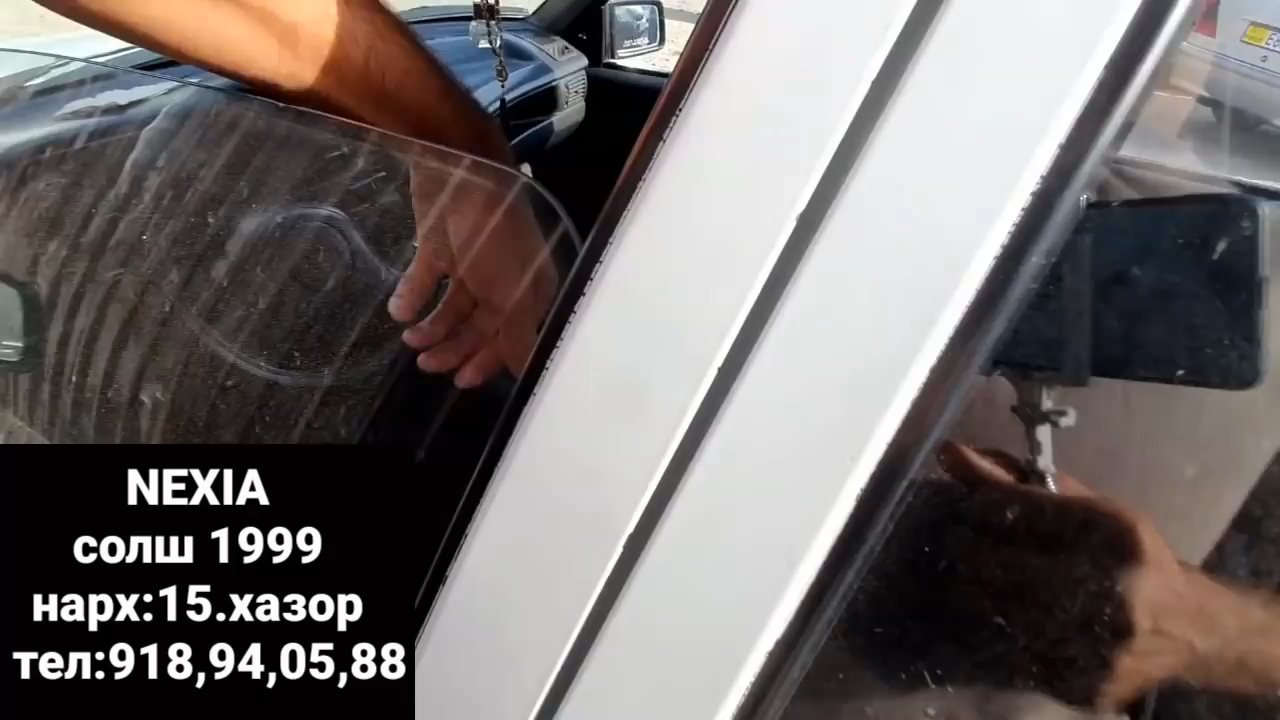 NEXIA
солш 1999
нарх:15.хазор
тел:918,94,05,88